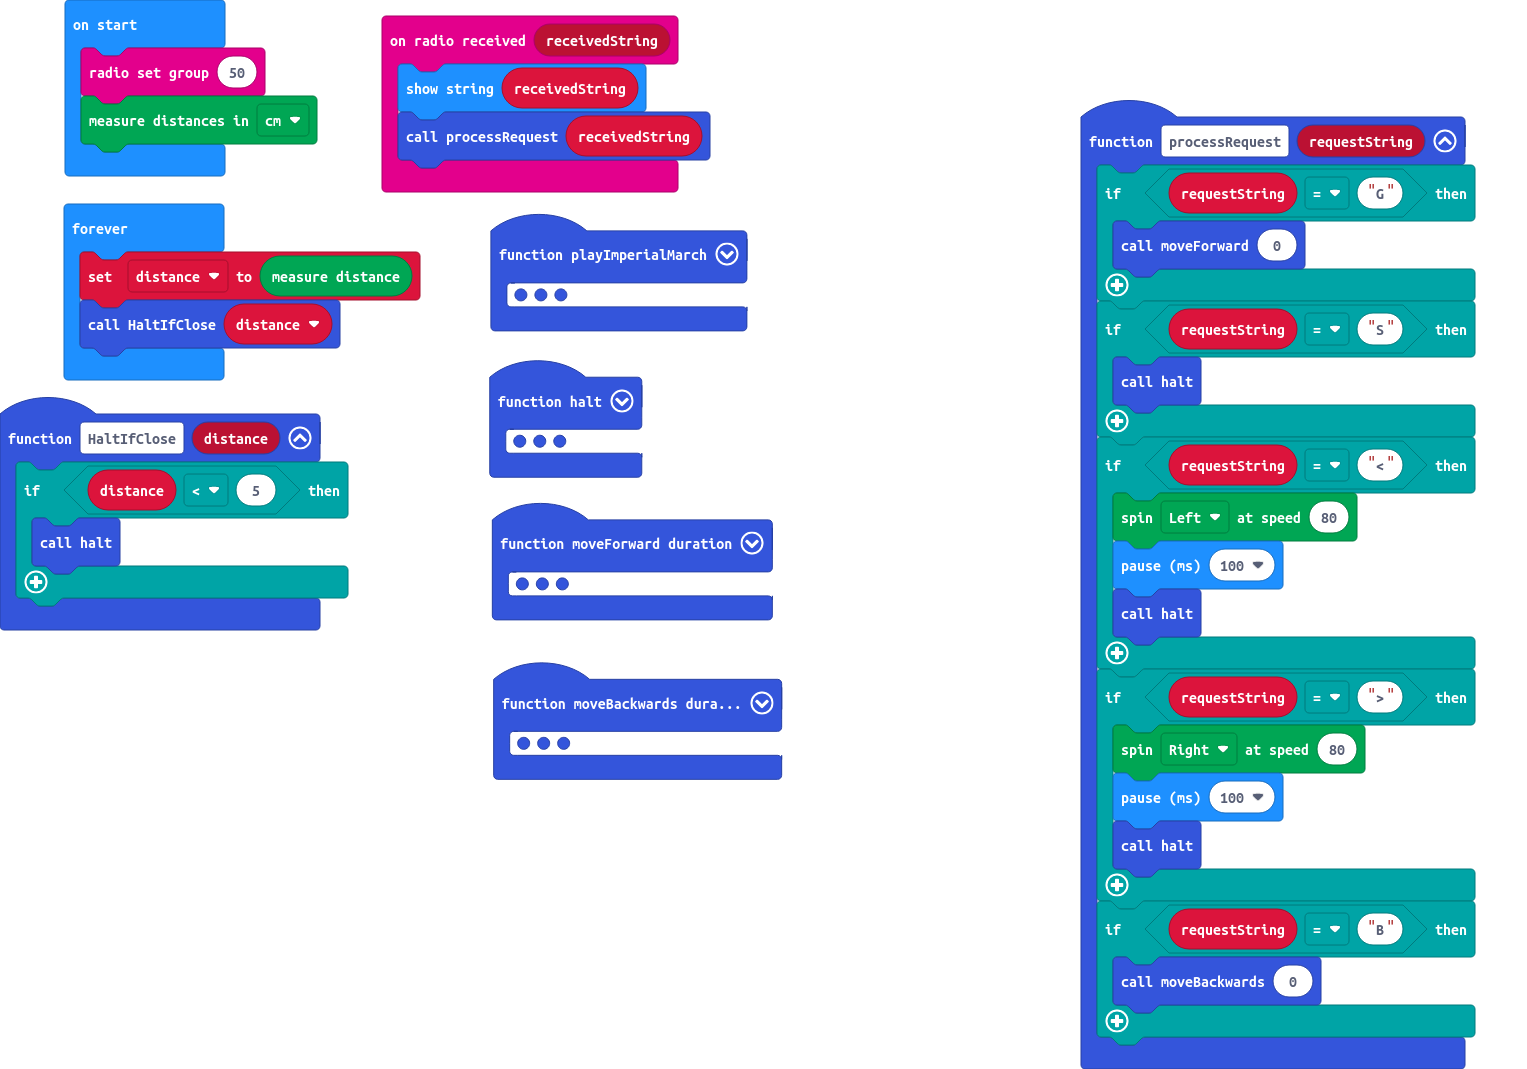 on start
radio set group 50
measure distances in cm
on radio received receivedString
show string receivedString
call processRequest receivedString
forever
set distance to measure distance
call HaltIfClose distance
function HaltIfClose distance
if distance < 5 then
call halt
function playImperialMarch
function halt
function moveForward duration
function moveBackwards dura...
function processRequest requestString
if requestString = "G" then
call moveForward 0
if requestString = "S" then
call halt
if requestString = "<" then
spin Left at speed 80
pause (ms) 100
call halt
if requestString = ">" then
spin Right at speed 80
pause (ms) 100
call halt
if requestString = "B" then
call moveBackwards 0